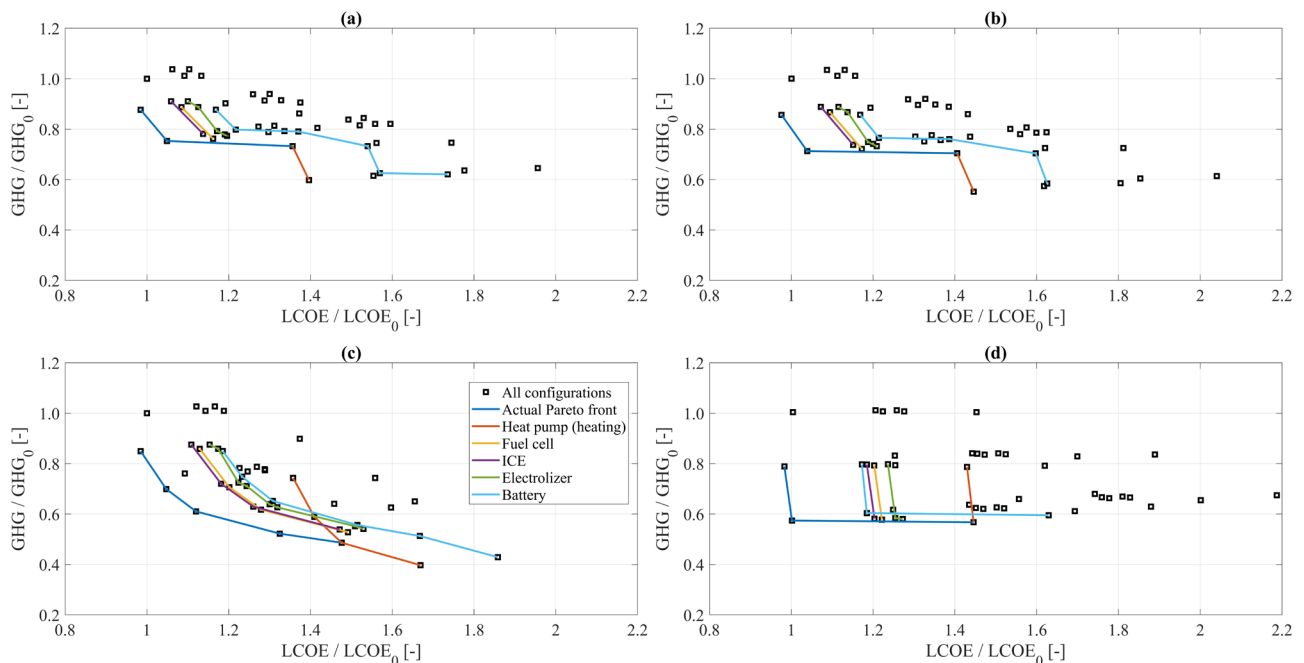 (a)
1.2
1.0
0.8
0.6
0.4
0.2
GHG / GHG0 [-]
0.8 1 1.2 1.4 1.6 1.8 2 2.2
LCOE / LCOE0 [-]
(b)
1.2
1.0
0.8
0.6
0.4
0.2
GHG / GHG0 [-]
0.8 1 1.2 1.4 1.6 1.8 2 2.2
LCOE / LCOE0 [-]
(c)
1.2
1.0
0.8
0.6
0.4
0.2
GHG / GHG0 [-]
All configurations
Actual Pareto front
Heat pump (heating)
Fuel cell
ICE
Electrolizer
Battery
0.8 1 1.2 1.4 1.6 1.8 2 2.2
LCOE / LCOE0 [-]
(d)
1.2
1.0
0.8
0.6
0.4
0.2
GHG / GHG0 [-]
0.8 1 1.2 1.4 1.6 1.8 2 2.2
LCOE / LCOE0 [-]